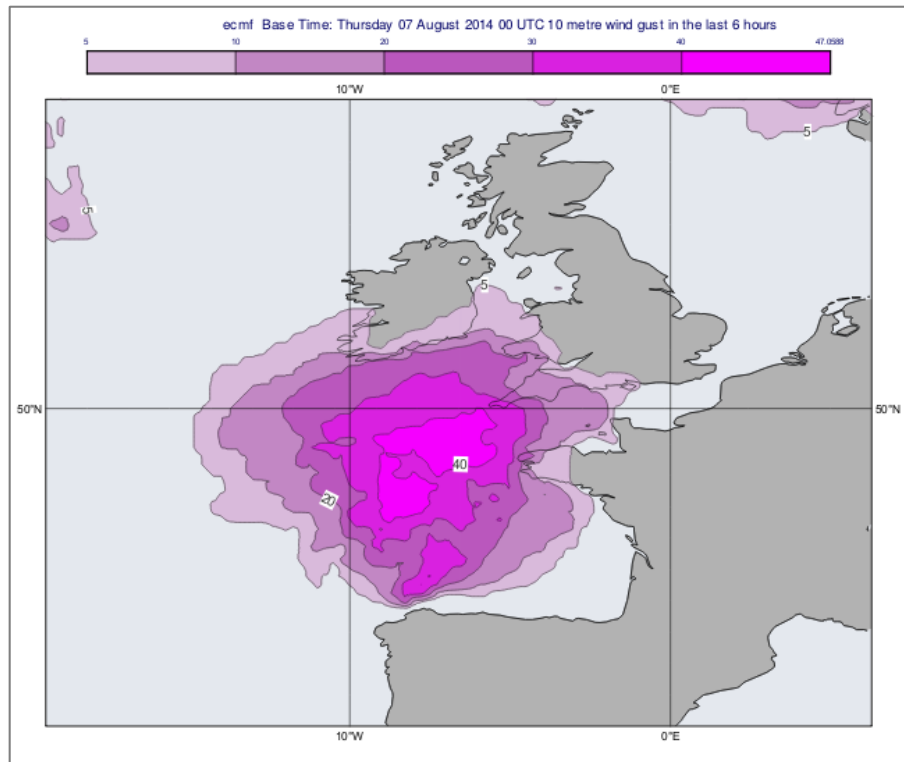 ecmf Base Time: Thursday 07 August 2014 00 UTC 10 metre wind gust in the last 6 hours
5 10 20 30 40 47.0588
10°W 0°E
5
5
5
50°N 50°N
40
20
10°W 0°E